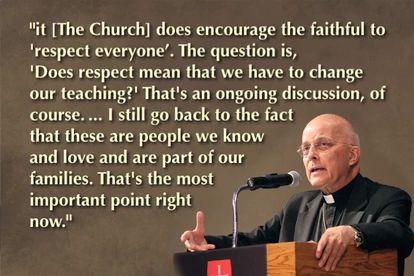 "it [The Church] does encourage the faithful to
'respect everyone’. The question is,
'Does respect mean that we have to change
our teaching?' That's an ongoing discussion, of
course. ... I still go back to the fact
that these are people we know
and love and are part of our
families. That's the most
important point right
now."